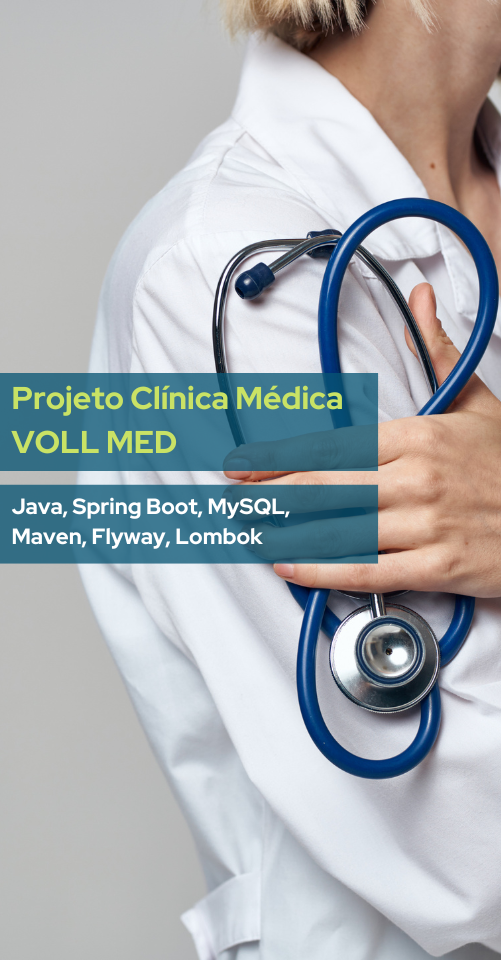 Projeto Clínica Médica
VOLL MED
Java, Spring Boot, MySQL,
Maven, Flyway, Lombok